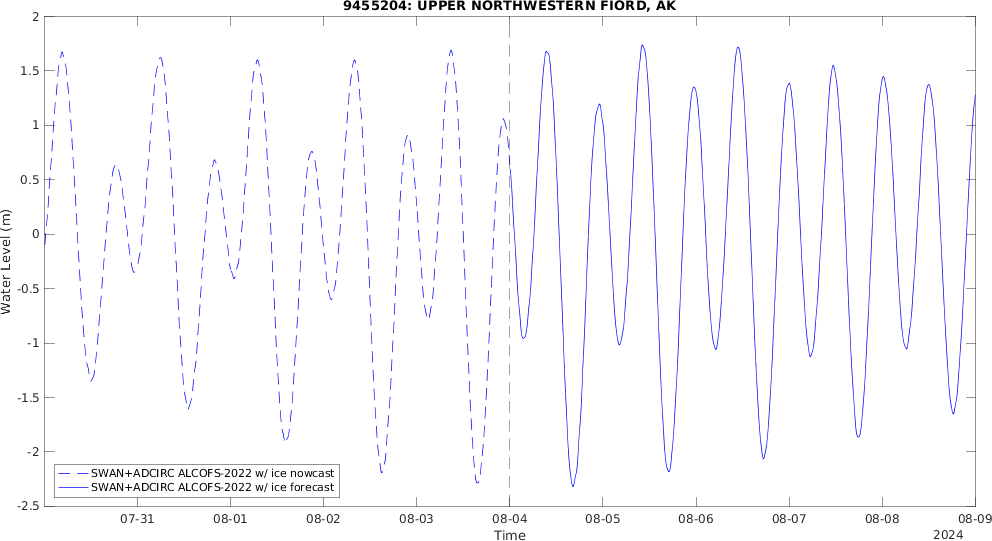 9455204: UPPER NORTHWESTERN FIORD, AK
Water Level (m)
2
1.5
1
0.5
0
-0.5
-1
-1.5
-2
-2.5
SWAN+ADCIRC ALCOFS-2022 w/ ice nowcast
SWAN+ADCIRC ALCOFS-2022 w/ ice forecast
07-31 08-01 08-02 08-03 08-04 08-05 08-06 08-07 08-08 08-09
Time
2024